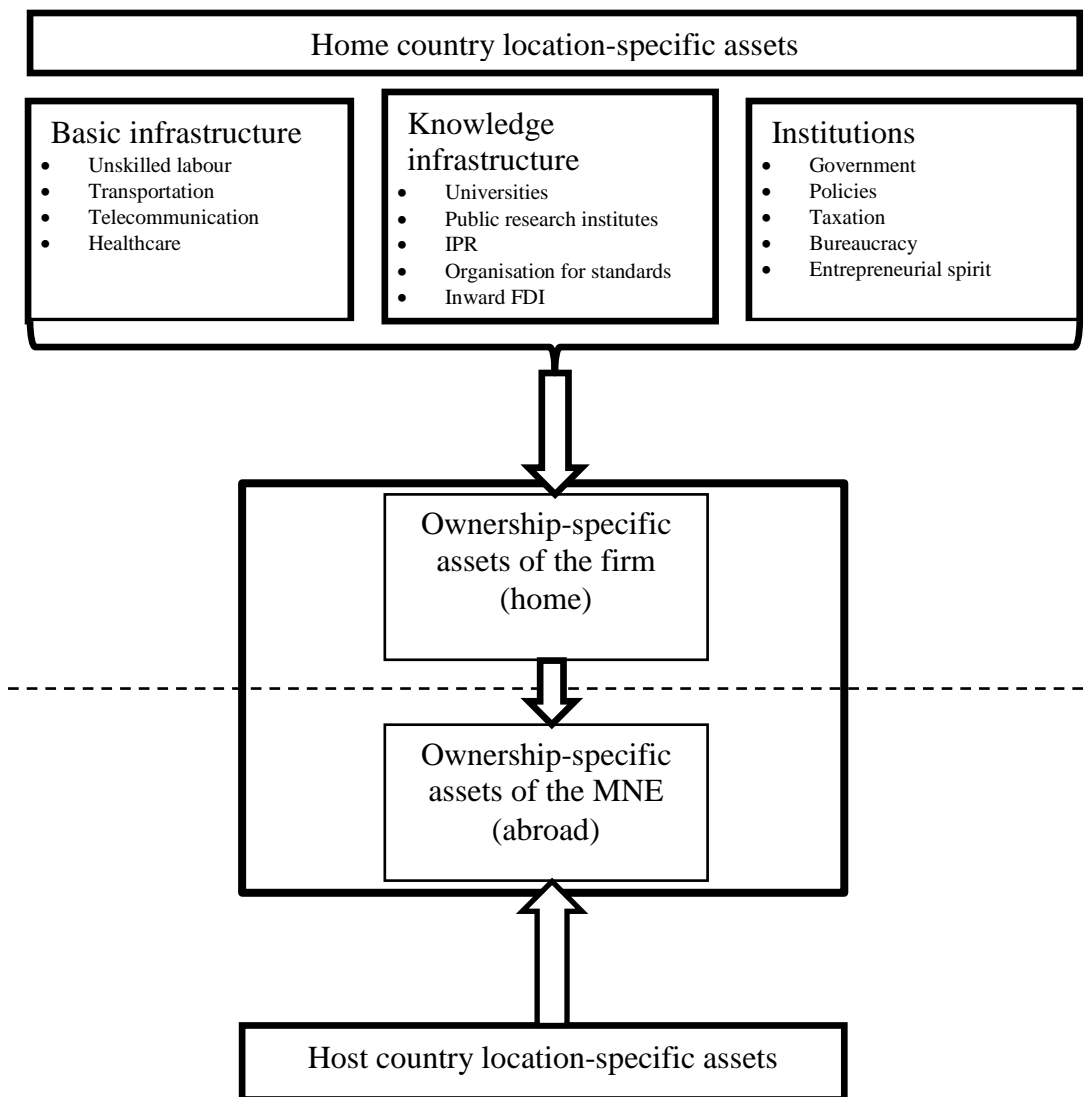 Home country location-specific assets
Basic infrastructure
• Unskilled labour
• Transportation
• Telecommunication
• Healthcare
Knowledge
infrastructure
• Universities
• Public research institutes
• IPR
• Organisation for standards
• Inward FDI
Institutions
• Government
• Policies
• Taxation
• Bureaucracy
• Entrepreneurial spirit
Ownership-specific
assets of the firm
(home)
Ownership-specific
assets of the MNE
(abroad)
Host country location-specific assets